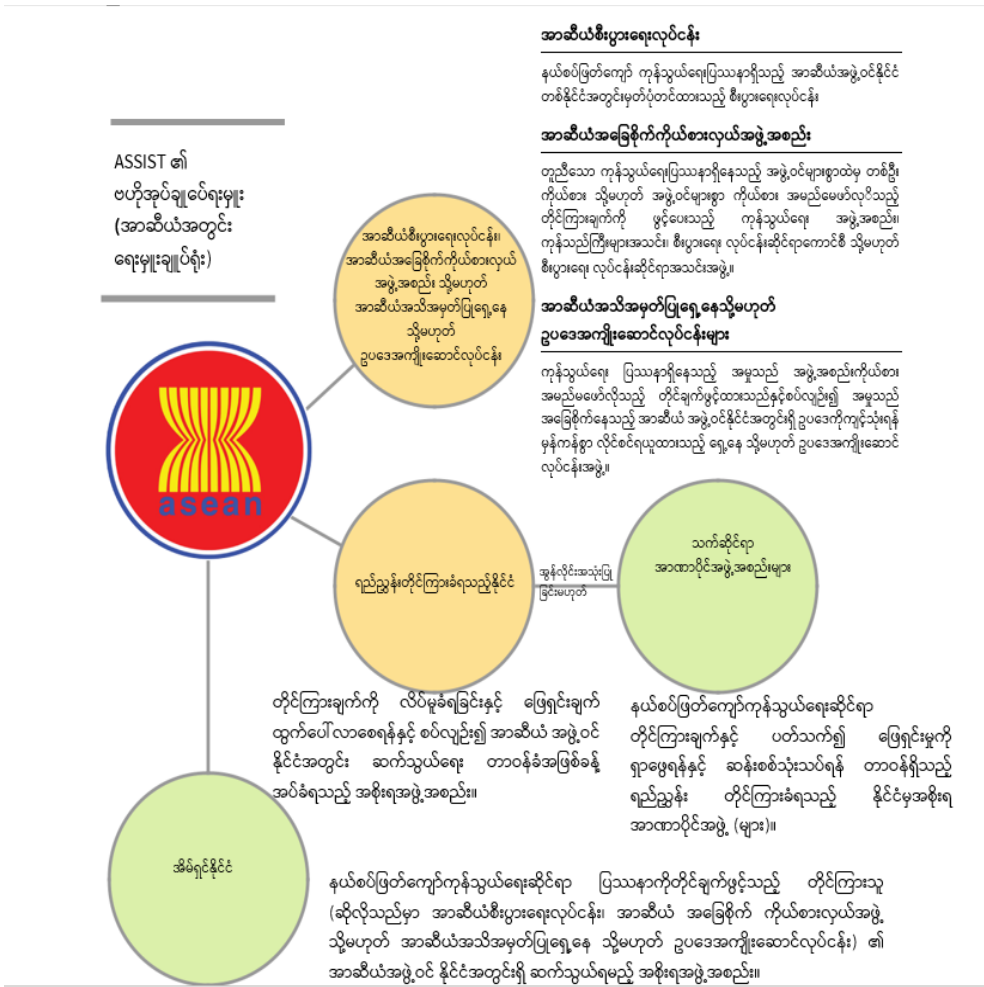 အာဆီယံစီးပွားရေးလုပ်ငန်း
နယ်စပ်ဖြတ်ကျော် ကုန်သွယ်ရေးပြဿနာရှိသည့် အာဆီယံအဖွဲ့ဝင်နိုင်ငံ
တစ်နိုင်ငံအတွင်းမှတ်ပုံတင်ထားသည့် စီးပွားရေးလုပ်ငန်း
အာဆီယံအခြေစိုက်ကိုယ်စားလှယ်အဖွဲ့အစည်း
တူညီသော ကုန်သွယ်ရေးပြဿနာရှိနေသည့် အဖွဲ့ဝင်များစွာထဲမှ တစ်ဦး
ကိုယ်စား သို့မဟုတ် အဖွဲ့ဝင်များစွာ ကိုယ်စား အမည်မဖော်လိုသည့်
တိုင်ကြားချက်ကို ဖွင့်ပေးသည့် ကုန်သွယ်ရေး အဖွဲ့အစည်း၊
ကုန်သည်ကြီးများအသင်း၊ စီးပွားရေး လုပ်ငန်းဆိုင်ရာကောင်စီ သို့မဟုတ်
စီးပွားရေး လုပ်ငန်းဆိုင်ရာအသင်းအဖွဲ့။
အာဆီယံအသိအမှတ်ပြုရှေ့နေသို့မဟုတ်
ဥပဒေအကျိုးဆောင်လုပ်ငန်းများ
ကုန်သွယ်ရေး ပြဿနာရှိနေသည့် အမှုသည် အဖွဲ့အစည်းကိုယ်စား
အမည်မဖော်လိုသည့် တိုင်ချက်ဖွင့်ထားသည်နှင့်စပ်လျဉ်း၍ အမှုသည်
အခြေစိုက်နေသည့် အာဆီယံ အဖွဲ့ဝင်နိုင်ငံအတွင်းရှိ ဥပဒေကိုကျင့်သုံးရန်
မှန်ကန်စွာ လိုင်စင်ရယူထားသည့် ရှေ့နေ သို့မဟုတ် ဥပဒေအကျိုးဆောင်
လုပ်ငန်းအဖွဲ့။
ASSIST ၏
ဗဟိုအုပ်ချုပ်ရေးမှူး
(အာဆီယံအတွင်း
ရေးမှူးချုပ်ရုံး)
အာဆီယံစီးပွားရေးလုပ်ငန်း၊
အာဆီယံအခြေစိုက်ကိုယ်စားလှယ်
အဖွဲ့အစည်း သို့မဟုတ်
အာဆီယံအသိအမှတ်ပြုရှေ့နေ
သို့မဟုတ်
ဥပဒေအကျိုးဆောင်လုပ်ငန်း
asean
ရည်ညွှန်းတိုင်ကြားခံရသည့်နိုင်ငံ
အွန်လိုင်းအသုံးပြု
ခြင်းမဟုတ်
သက်ဆိုင်ရာ
အာဏာပိုင်အဖွဲ့အစည်းများ
တိုင်ကြားချက်ကို လိပ်မူခံရခြင်းနှင့် ဖြေရှင်းချက်
ထွက်ပေါ်လာစေရန်နှင့် စပ်လျဉ်း၍ အာဆီယံ အဖွဲ့ဝင်
နိုင်ငံအတွင်း ဆက်သွယ်ရေး တာဝန်ခံအဖြစ်ခန့်
အပ်ခံရသည့် အစိုးရအဖွဲ့အစည်း။
နယ်စပ်ဖြတ်ကျော်ကုန်သွယ်ရေးဆိုင်ရာ
တိုင်ကြားချက်နှင့် ပတ်သက်၍ ဖြေရှင်းမှုကို
ရှာဖွေရန်နှင့် ဆန်းစစ်သုံးသပ်ရန် တာဝန်ရှိသည့်
ရည်ညွှန်း တိုင်ကြားခံရသည့် နိုင်ငံမှအစိုးရ
အာဏာပိုင်အဖွဲ့ (များ)။
အိမ်ရှင်နိုင်ငံ
နယ်စပ်ဖြတ်ကျော်ကုန်သွယ်ရေးဆိုင်ရာ ပြဿနာကိုတိုင်ချက်ဖွင့်သည့် တိုင်ကြားသူ
(ဆိုလိုသည်မှာ အာဆီယံစီးပွားရေးလုပ်ငန်း၊ အာဆီယံ အခြေစိုက် ကိုယ်စားလှယ်အဖွဲ့
သို့မဟုတ် အာဆီယံအသိအမှတ်ပြုရှေ့နေ သို့မဟုတ် ဥပဒေအကျိုးဆောင်လုပ်ငန်း) ၏
အာဆီယံအဖွဲ့ဝင် နိုင်ငံအတွင်းရှိ ဆက်သွယ်ရမည့် အစိုးရအဖွဲ့အစည်း။